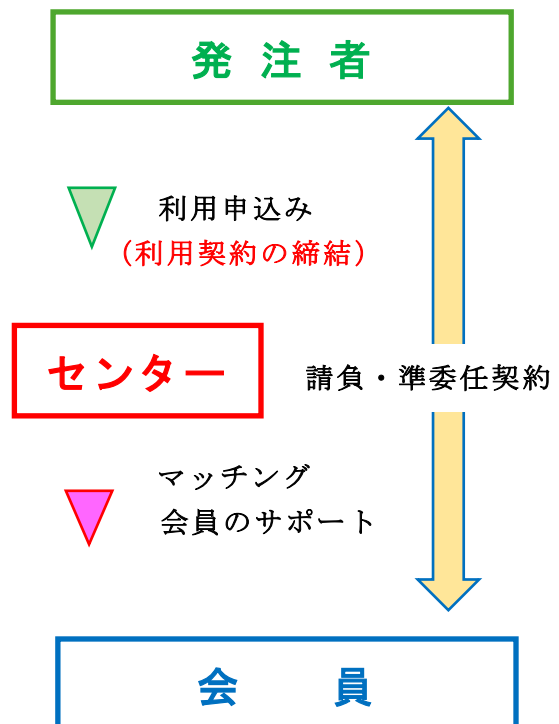 発注者
利用申込み
（利用契約の締結）
センター
請負・準委任契約
マッチング
会員のサポート
会員